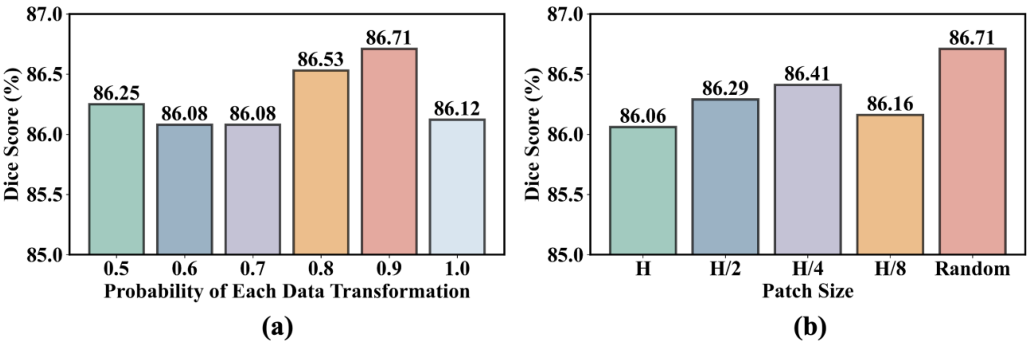 87.0
86.5
86.0
85.5
85.0
Dice Score (%)
86.25
86.08
86.08
86.53
86.71
86.12
0.5 0.6 0.7 0.8 0.9 1.0
Probability of Each Data Transformation
(a)
87.0
86.5
86.0
85.5
85.0
Dice Score (%)
86.06
86.29
86.41
86.16
86.71
H H/2 H/4 H/8 Random
Patch Size
(b)